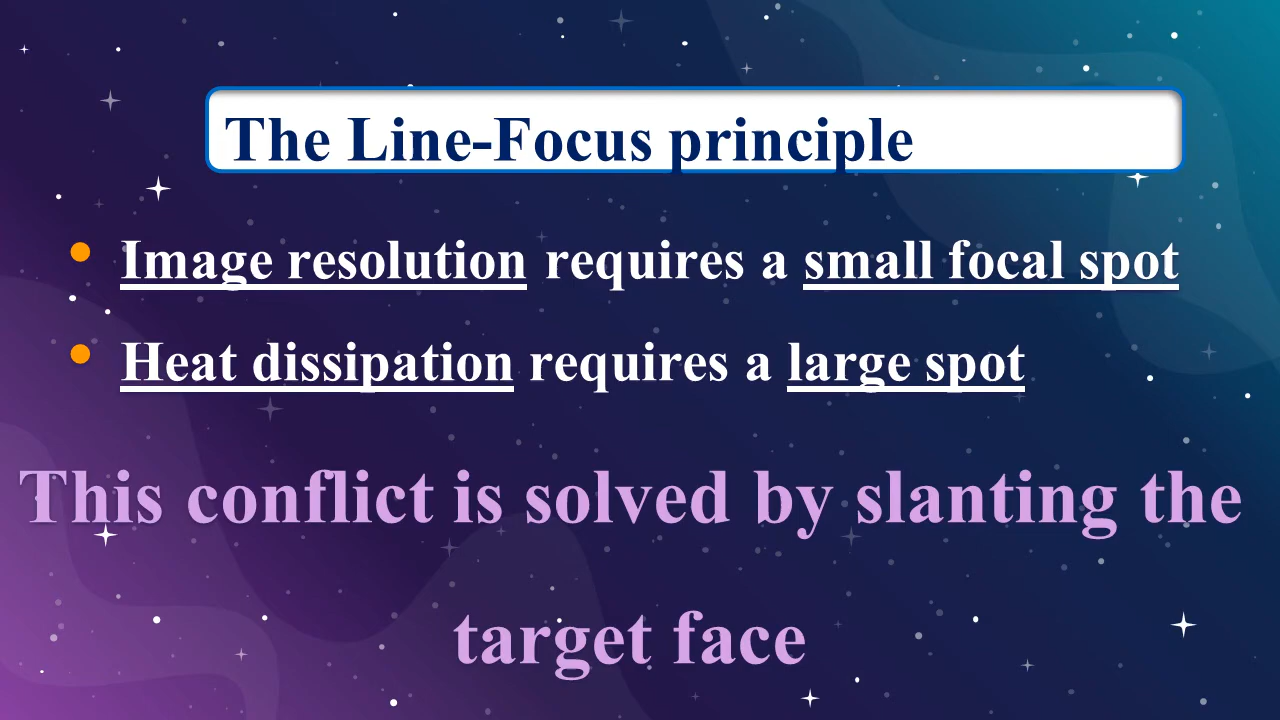 The Line-Focus principle
• Image resolution requires a small focal spot
• Heat dissipation requires a large spot
This conflict is solved by slanting the
target face